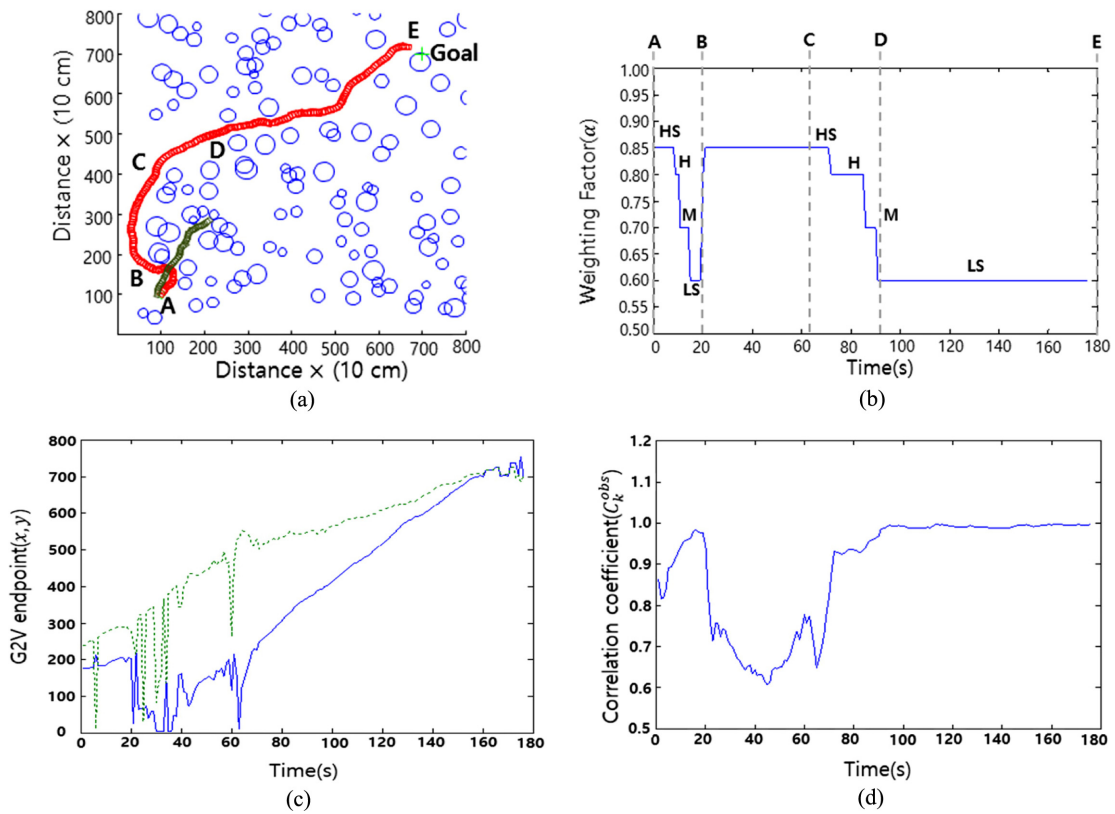 800
700
600
500
400
300
200
100
Distance × (10 cm)
E
Goal
D
C
B
A
100 200 300 400 500 600 700 800
Distance × (10 cm)
(a)
A B C D E
1.00
0.95
0.90
0.85
0.80
0.75
0.70
0.65
0.60
0.55
0.50
Weighting Factor(α)
HS
H
M
LS
HS
H
M
LS
0 20 40 60 80 100 120 140 160 180
Time(s)
(b)
800
700
600
500
400
300
200
100
0
G2V endpoint(x,y)
0 20 40 60 80 100 120 140 160 180
Time(s)
(c)
1.2
1.1
1.0
0.9
0.8
0.7
0.6
0.5
Correlation coefficient(C_k^obs)
0 20 40 60 80 100 120 140 160 180
Time(s)
(d)